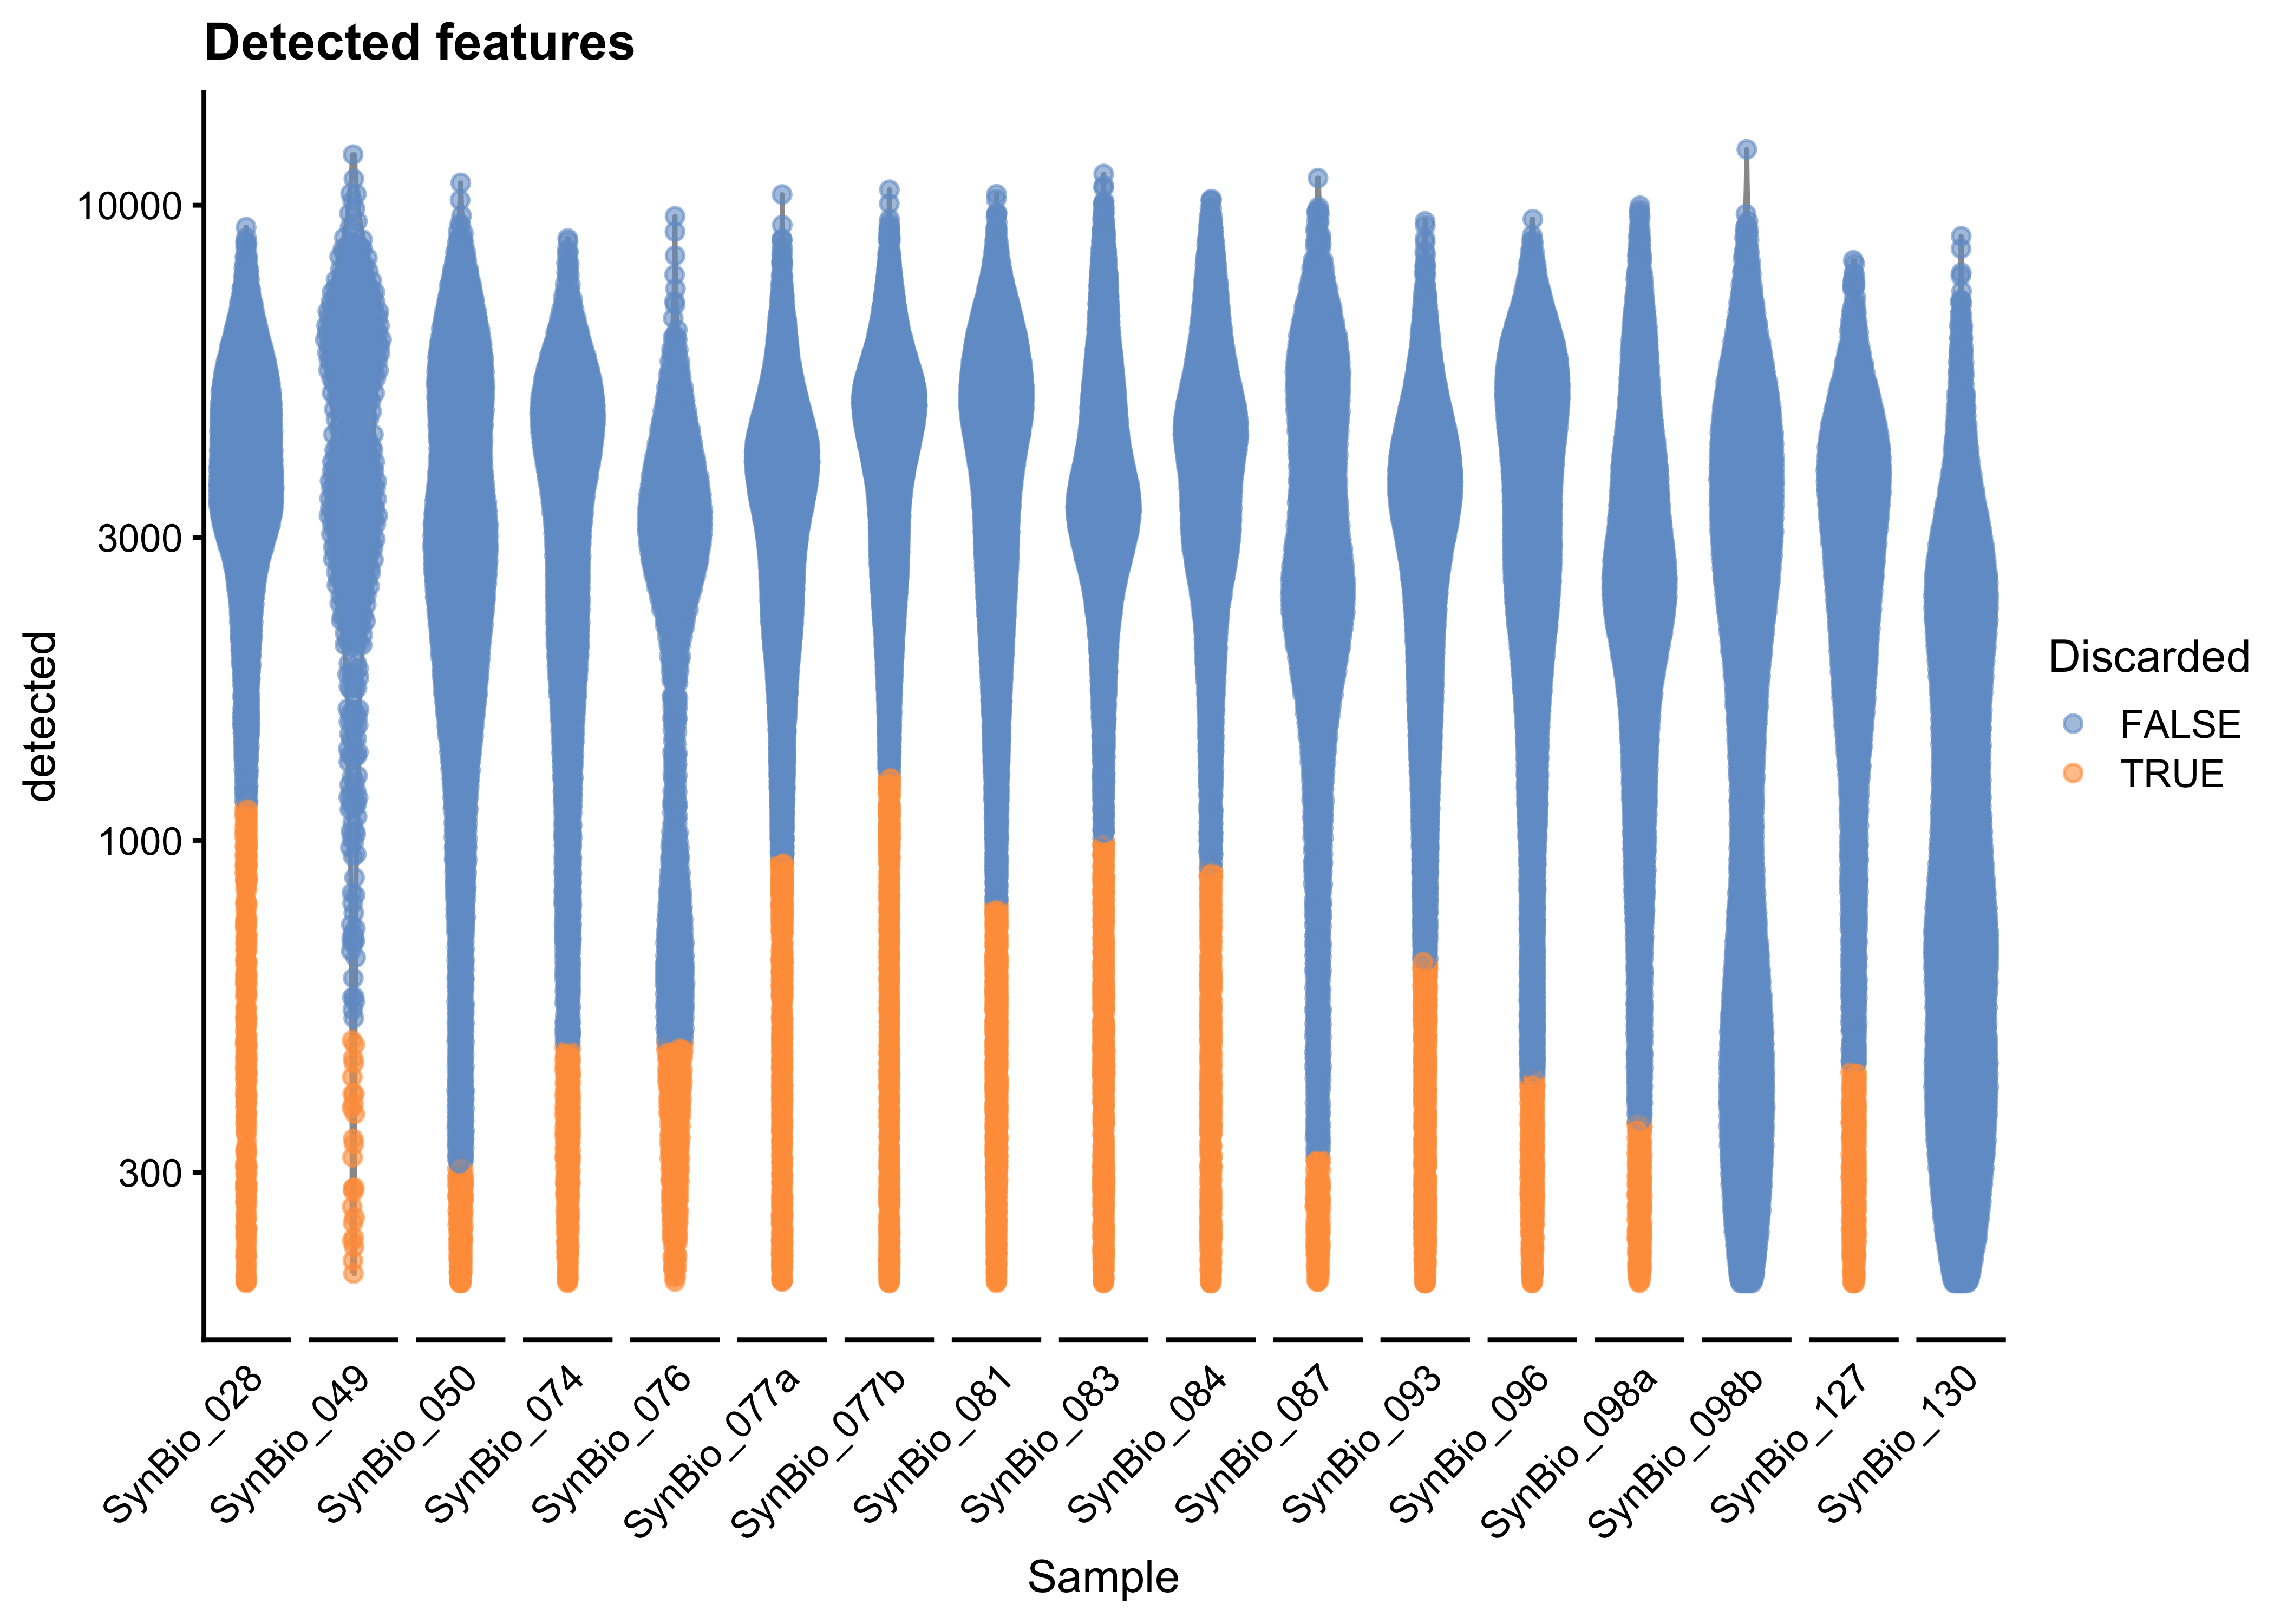 Detected features
10000
3000
1000
300
detected
SynBio_028
SynBio_049
SynBio_050
SynBio_074
SynBio_076
SynBio_077a
SynBio_077b
SynBio_081
SynBio_083
SynBio_084
SynBio_087
SynBio_093
SynBio_096
SynBio_098a
SynBio_098b
SynBio_127
SynBio_130
Sample
Discarded
FALSE
TRUE